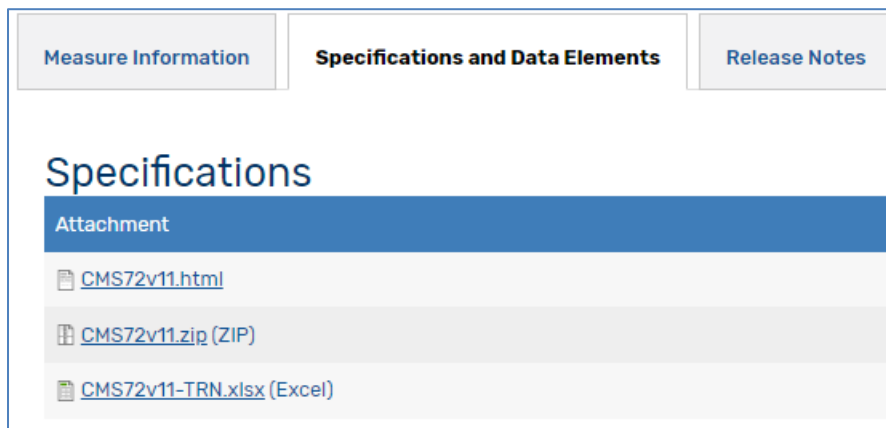 Measure Information Specifications and Data Elements Release Notes
Specifications
Attachment
CMS72v11.html
CMS72v11.zip (ZIP)
CMS72v11-TRN.xlsx (Excel)